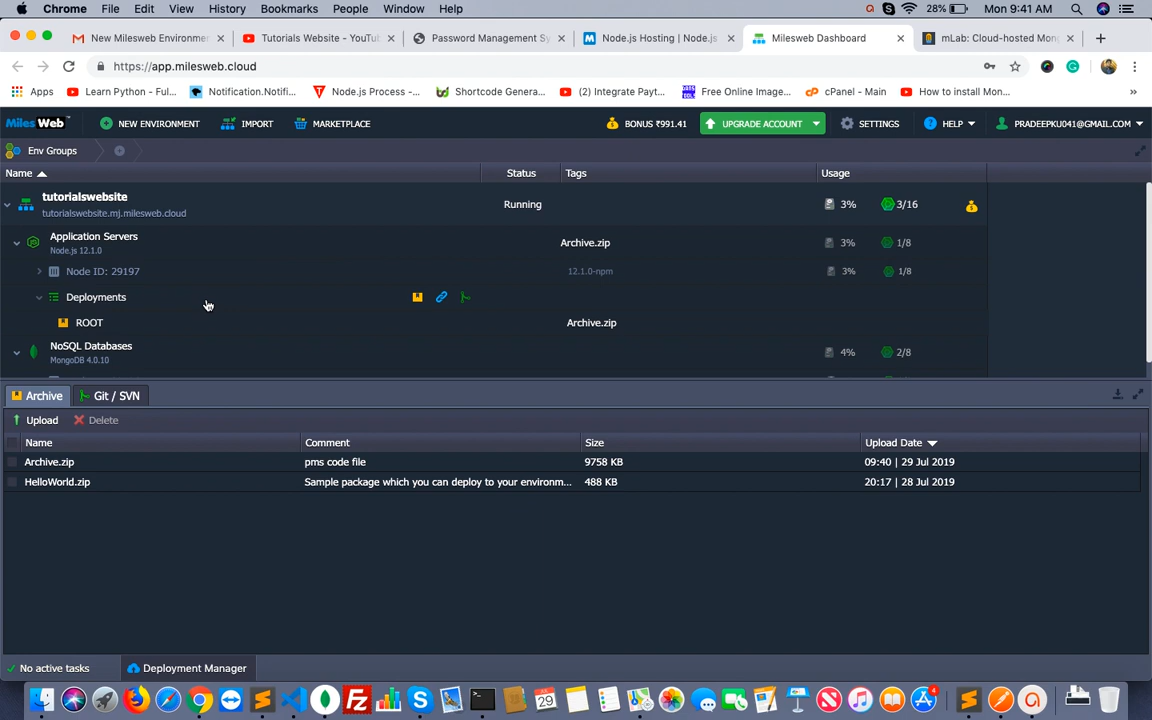 Chrome File Edit View History Bookmarks People Window Help 28% Mon 9:41 AM
New Milesweb Environmen Tutorials Website - YouTu Password Management Sy Node.js Hosting | Node.js Milesweb Dashboard mLab: Cloud-hosted Mong
https://app.milesweb.cloud
Apps Learn Python - Ful... Notification.Notifi... Node.js Process -... Shortcode Genera... (2) Integrate Payt... Free Online Image... cPanel - Main How to install Mon... »
Miles Web NEW ENVIRONMENT IMPORT MARKETPLACE BONUS ₹991.41 UPGRADE ACCOUNT SETTINGS HELP PRADEEPKU041@GMAIL.COM
Env Groups
Name Status Tags Usage
tutorialswebsite
tutorialswebsite.mj.milesweb.cloud Running 3% 3/16
Application Servers
Node.js 12.1.0 Archive.zip 3% 1/8
Node ID: 29197 12.1.0-npm 3% 1/8
Deployments
ROOT Archive.zip
NoSQL Databases
MongoDB 4.0.10 4% 2/8
Archive Git / SVN
Upload Delete
Name Comment Size Upload Date
Archive.zip pms code file 9758 KB 09:40 | 29 Jul 2019
HelloWorld.zip Sample package which you can deploy to your environm... 488 KB 20:17 | 28 Jul 2019
No active tasks Deployment Manager